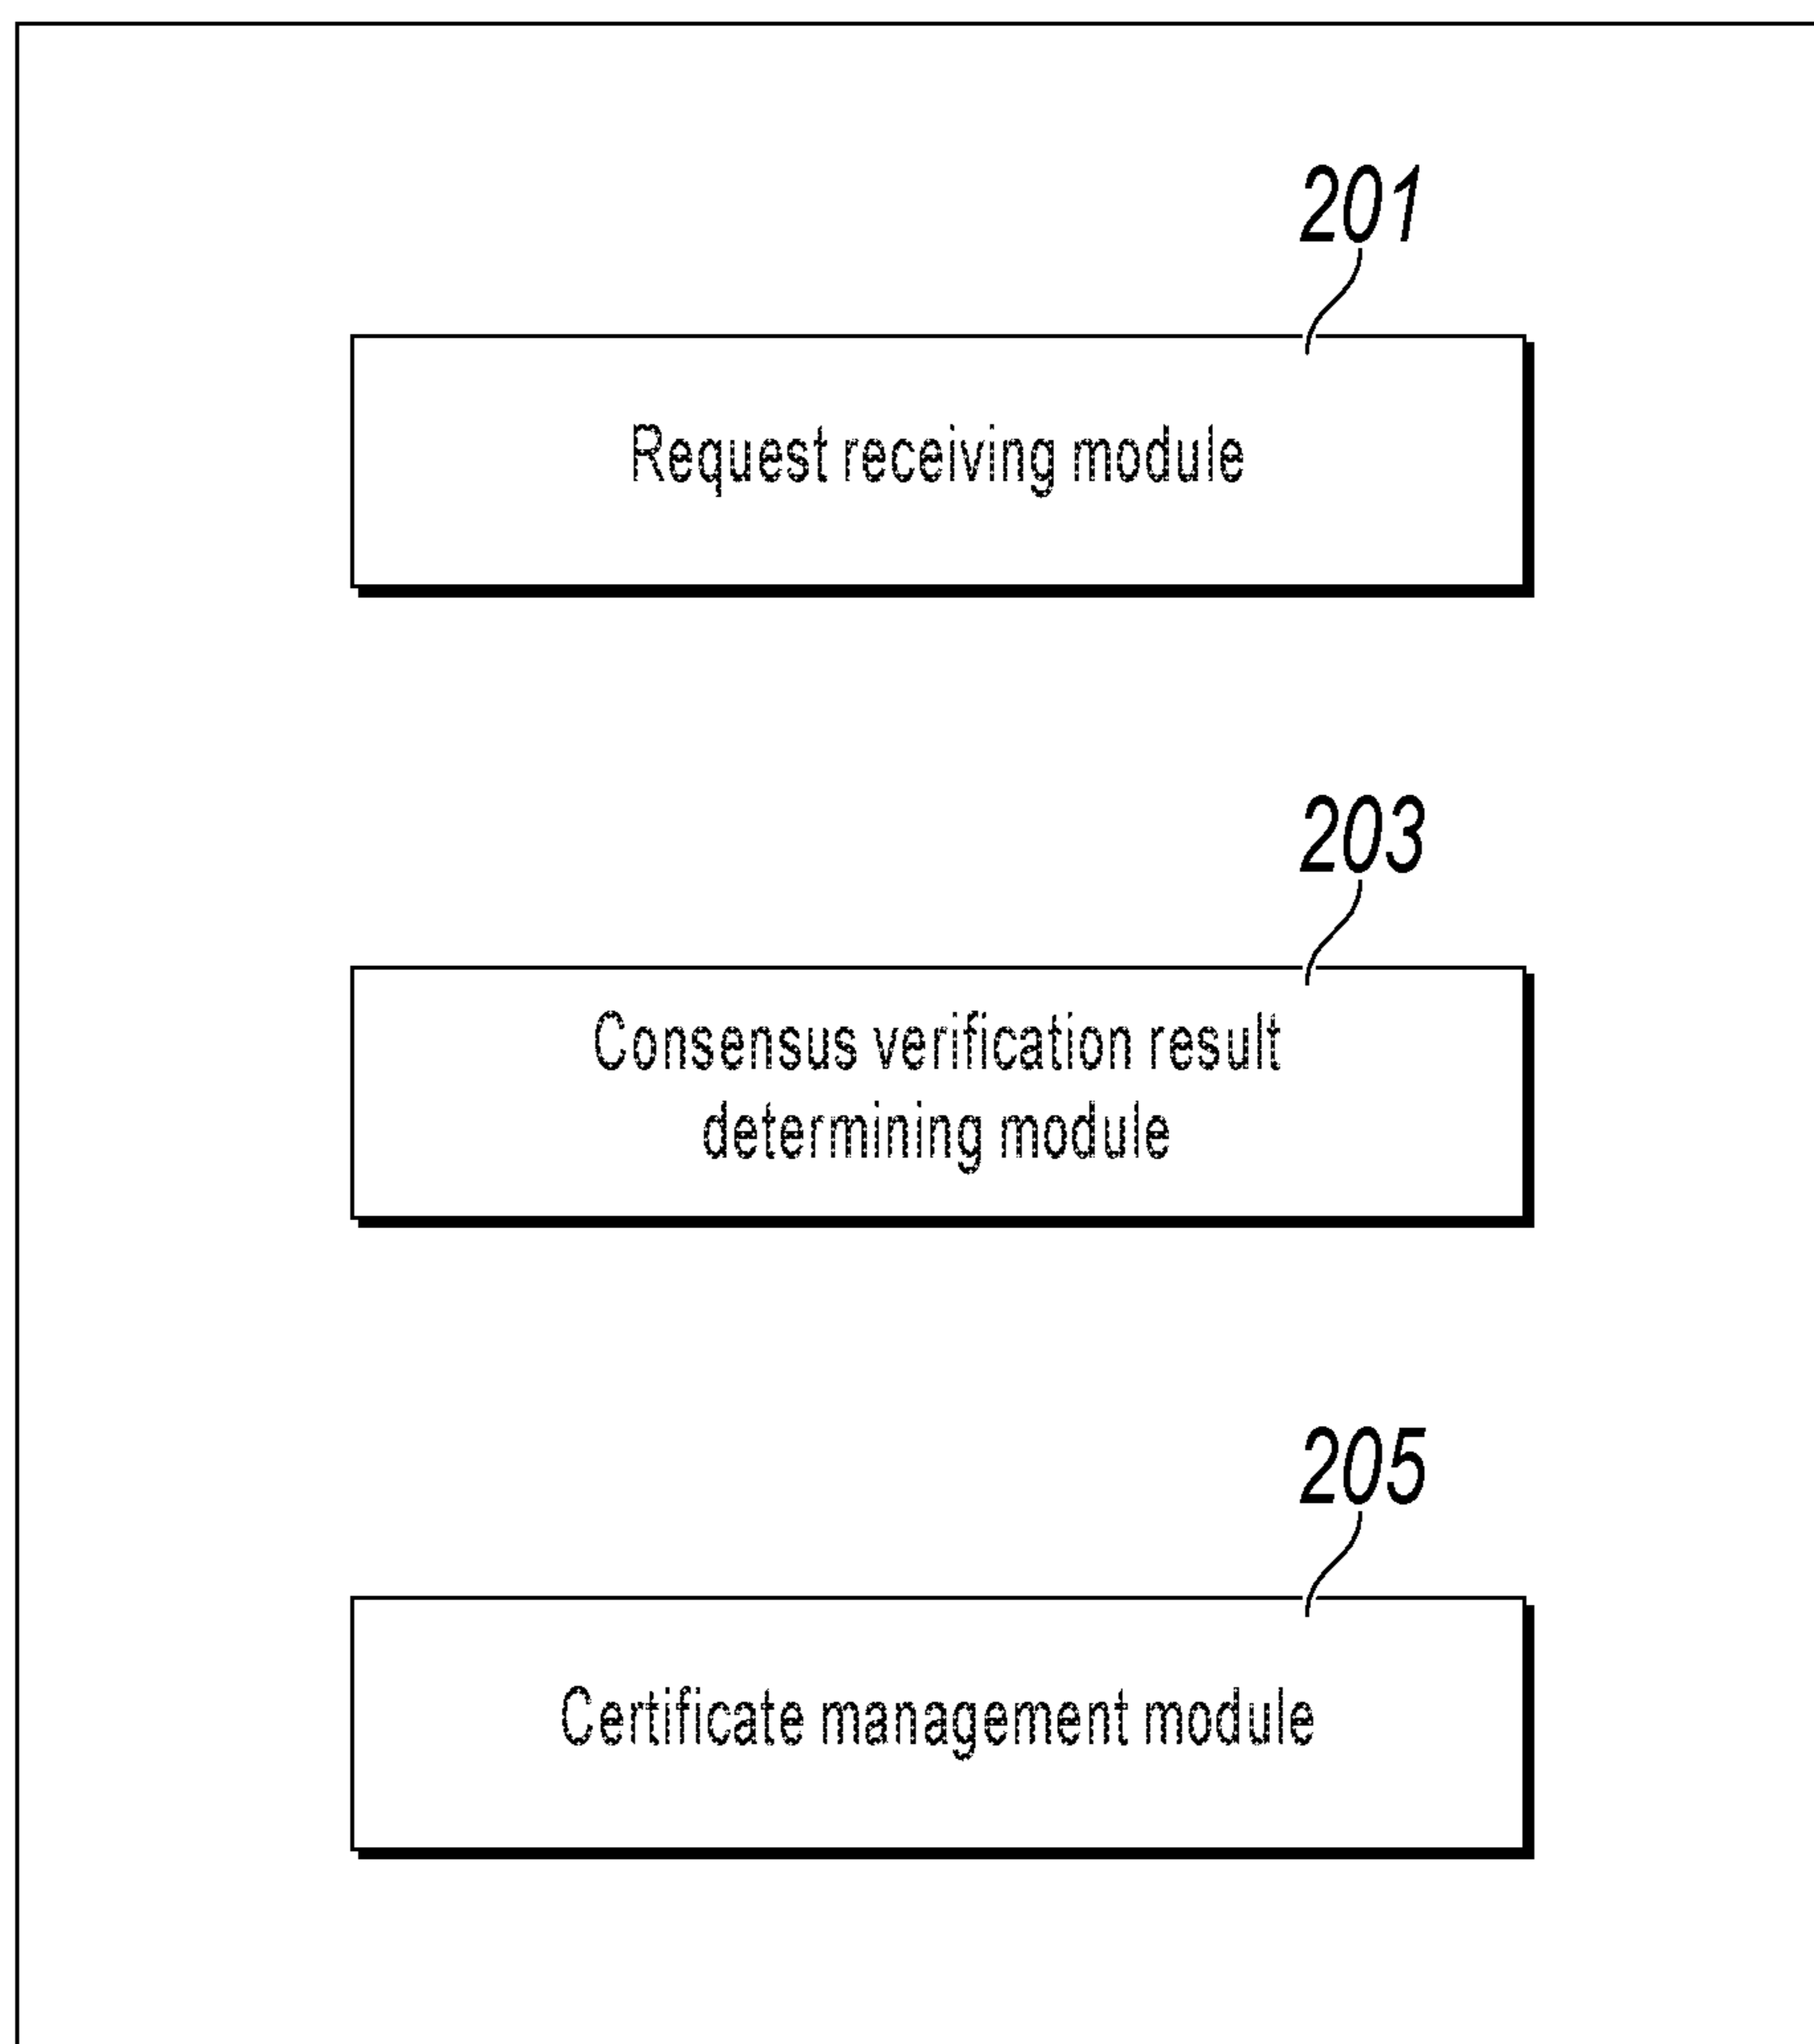 201
Request receiving module
203
Consensus verification result
determining module
205
Certificate management module